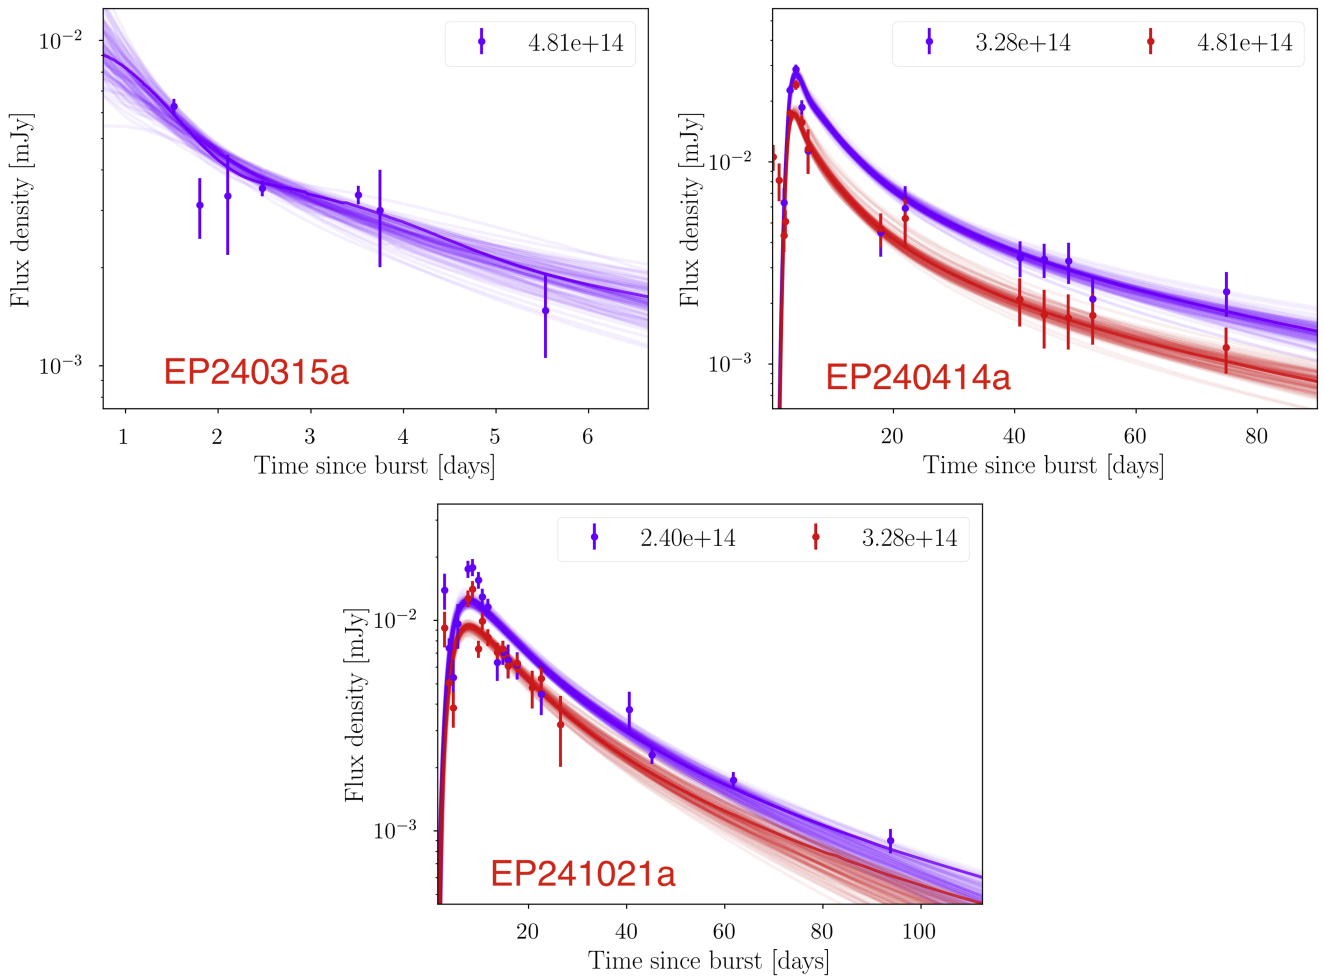 4.81e+14
10⁻²
10⁻³
Flux density [mJy]
EP240315a
1 2 3 4 5 6
Time since burst [days]
3.28e+14 4.81e+14
10⁻²
10⁻³
Flux density [mJy]
EP240414a
20 40 60 80
Time since burst [days]
2.40e+14 3.28e+14
10⁻²
10⁻³
Flux density [mJy]
EP241021a
20 40 60 80 100
Time since burst [days]